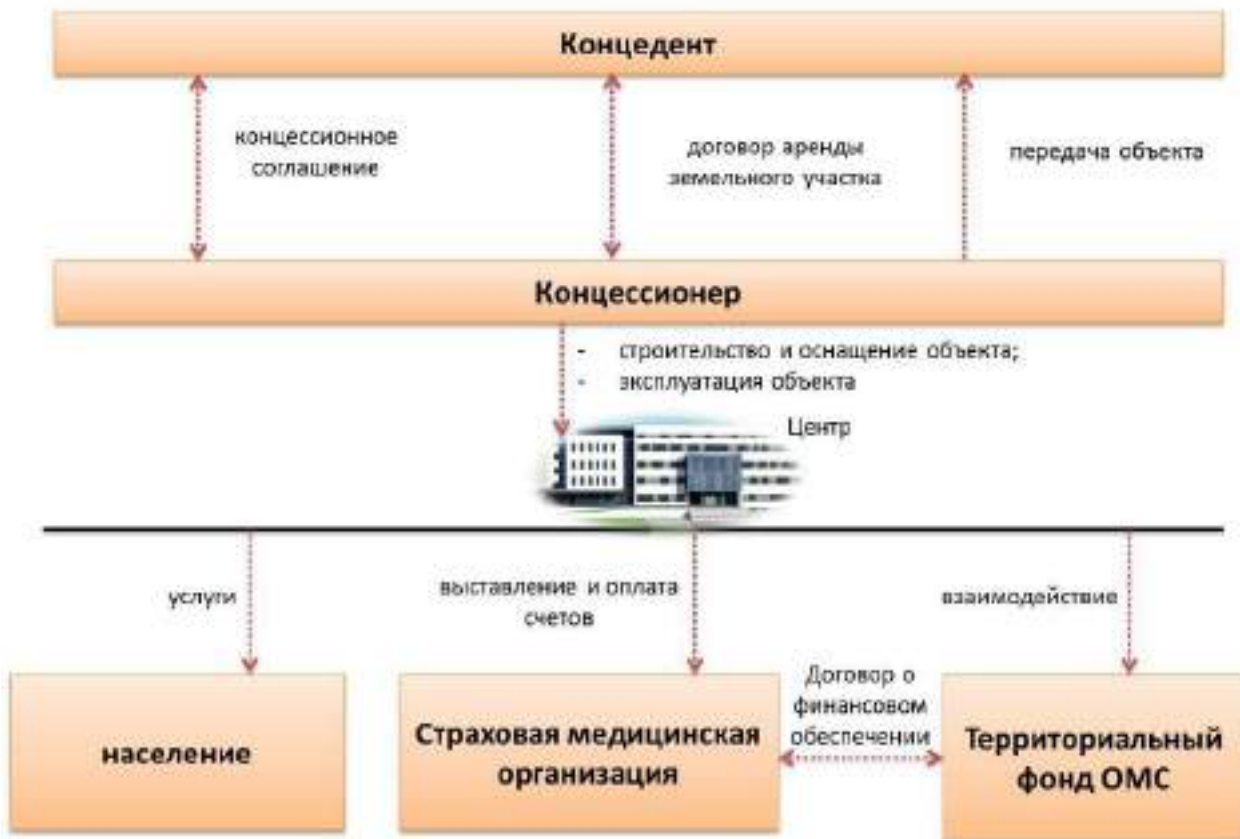 Концедент
концессионное
соглашение
договор аренды
земельного участка
передача объекта
Концессионер
- строительство и оснащение объекта;
- эксплуатация объекта
Центр
услуги
выставление и оплата
счетов
взаимодействие
население
Страховая медицинская
организация
Договор о
финансовом
обеспечении
Территориальный
фонд ОМС